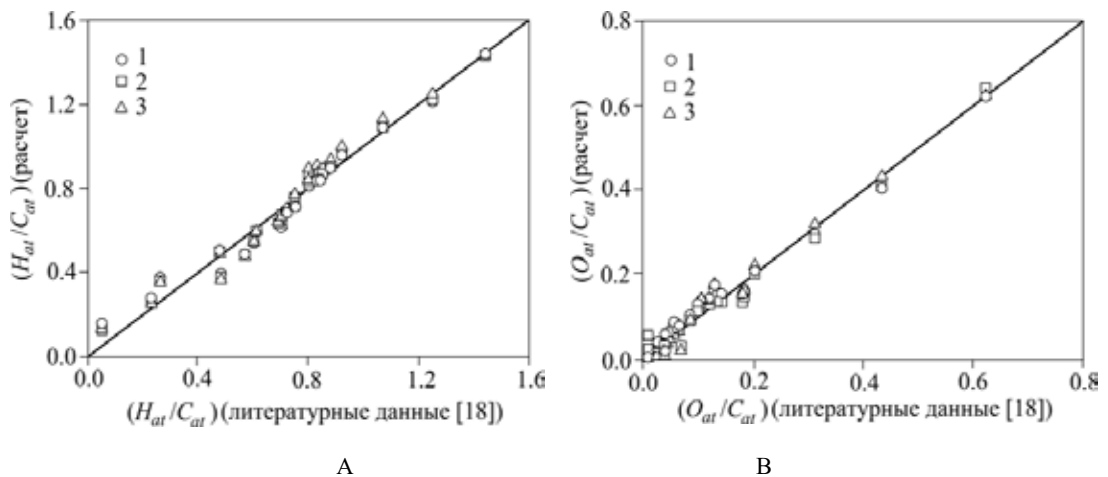 1.6
1.2
0.8
0.4
0.0
0.0 0.4 0.8 1.2 1.6
1
2
3
(H_at/C_at) (расчет)
(H_at/C_at) (литературные данные [18])
A
0.8
0.6
0.4
0.2
0.0
0.0 0.2 0.4 0.6 0.8
1
2
3
(O_at/C_at) (расчет)
(O_at/C_at) (литературные данные [18])
B